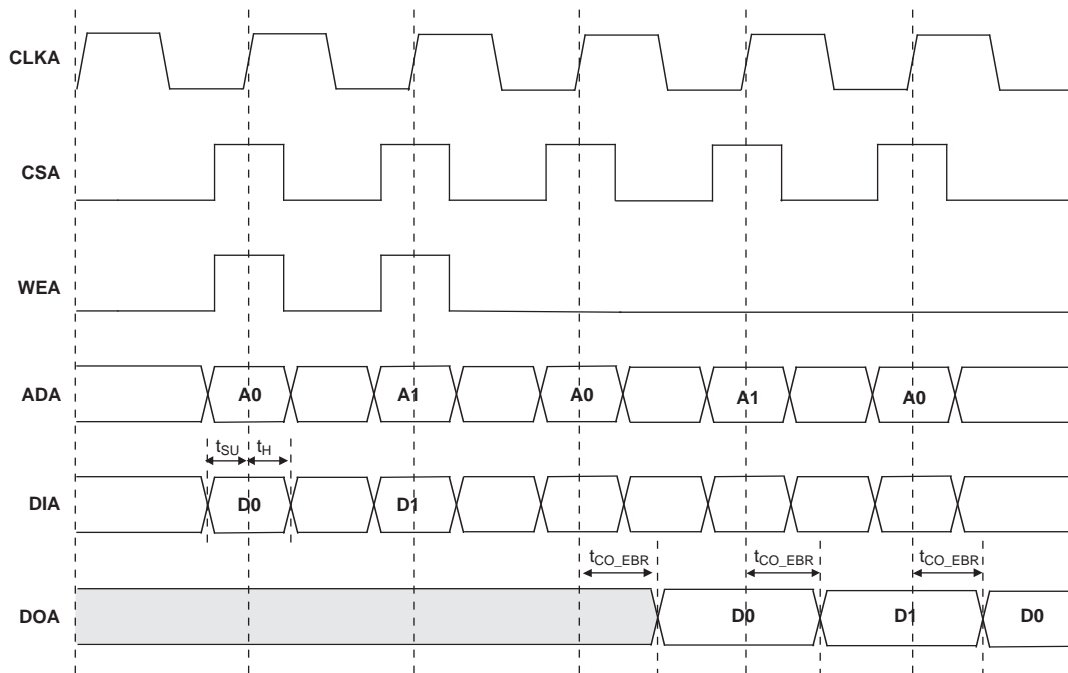 CLKA
CSA
WEA
ADA A0 A1 A0 A1 A0
tSU tH
DIA D0 D1
tCO_EBR tCO_EBR tCO_EBR
DOA D0 D1 D0